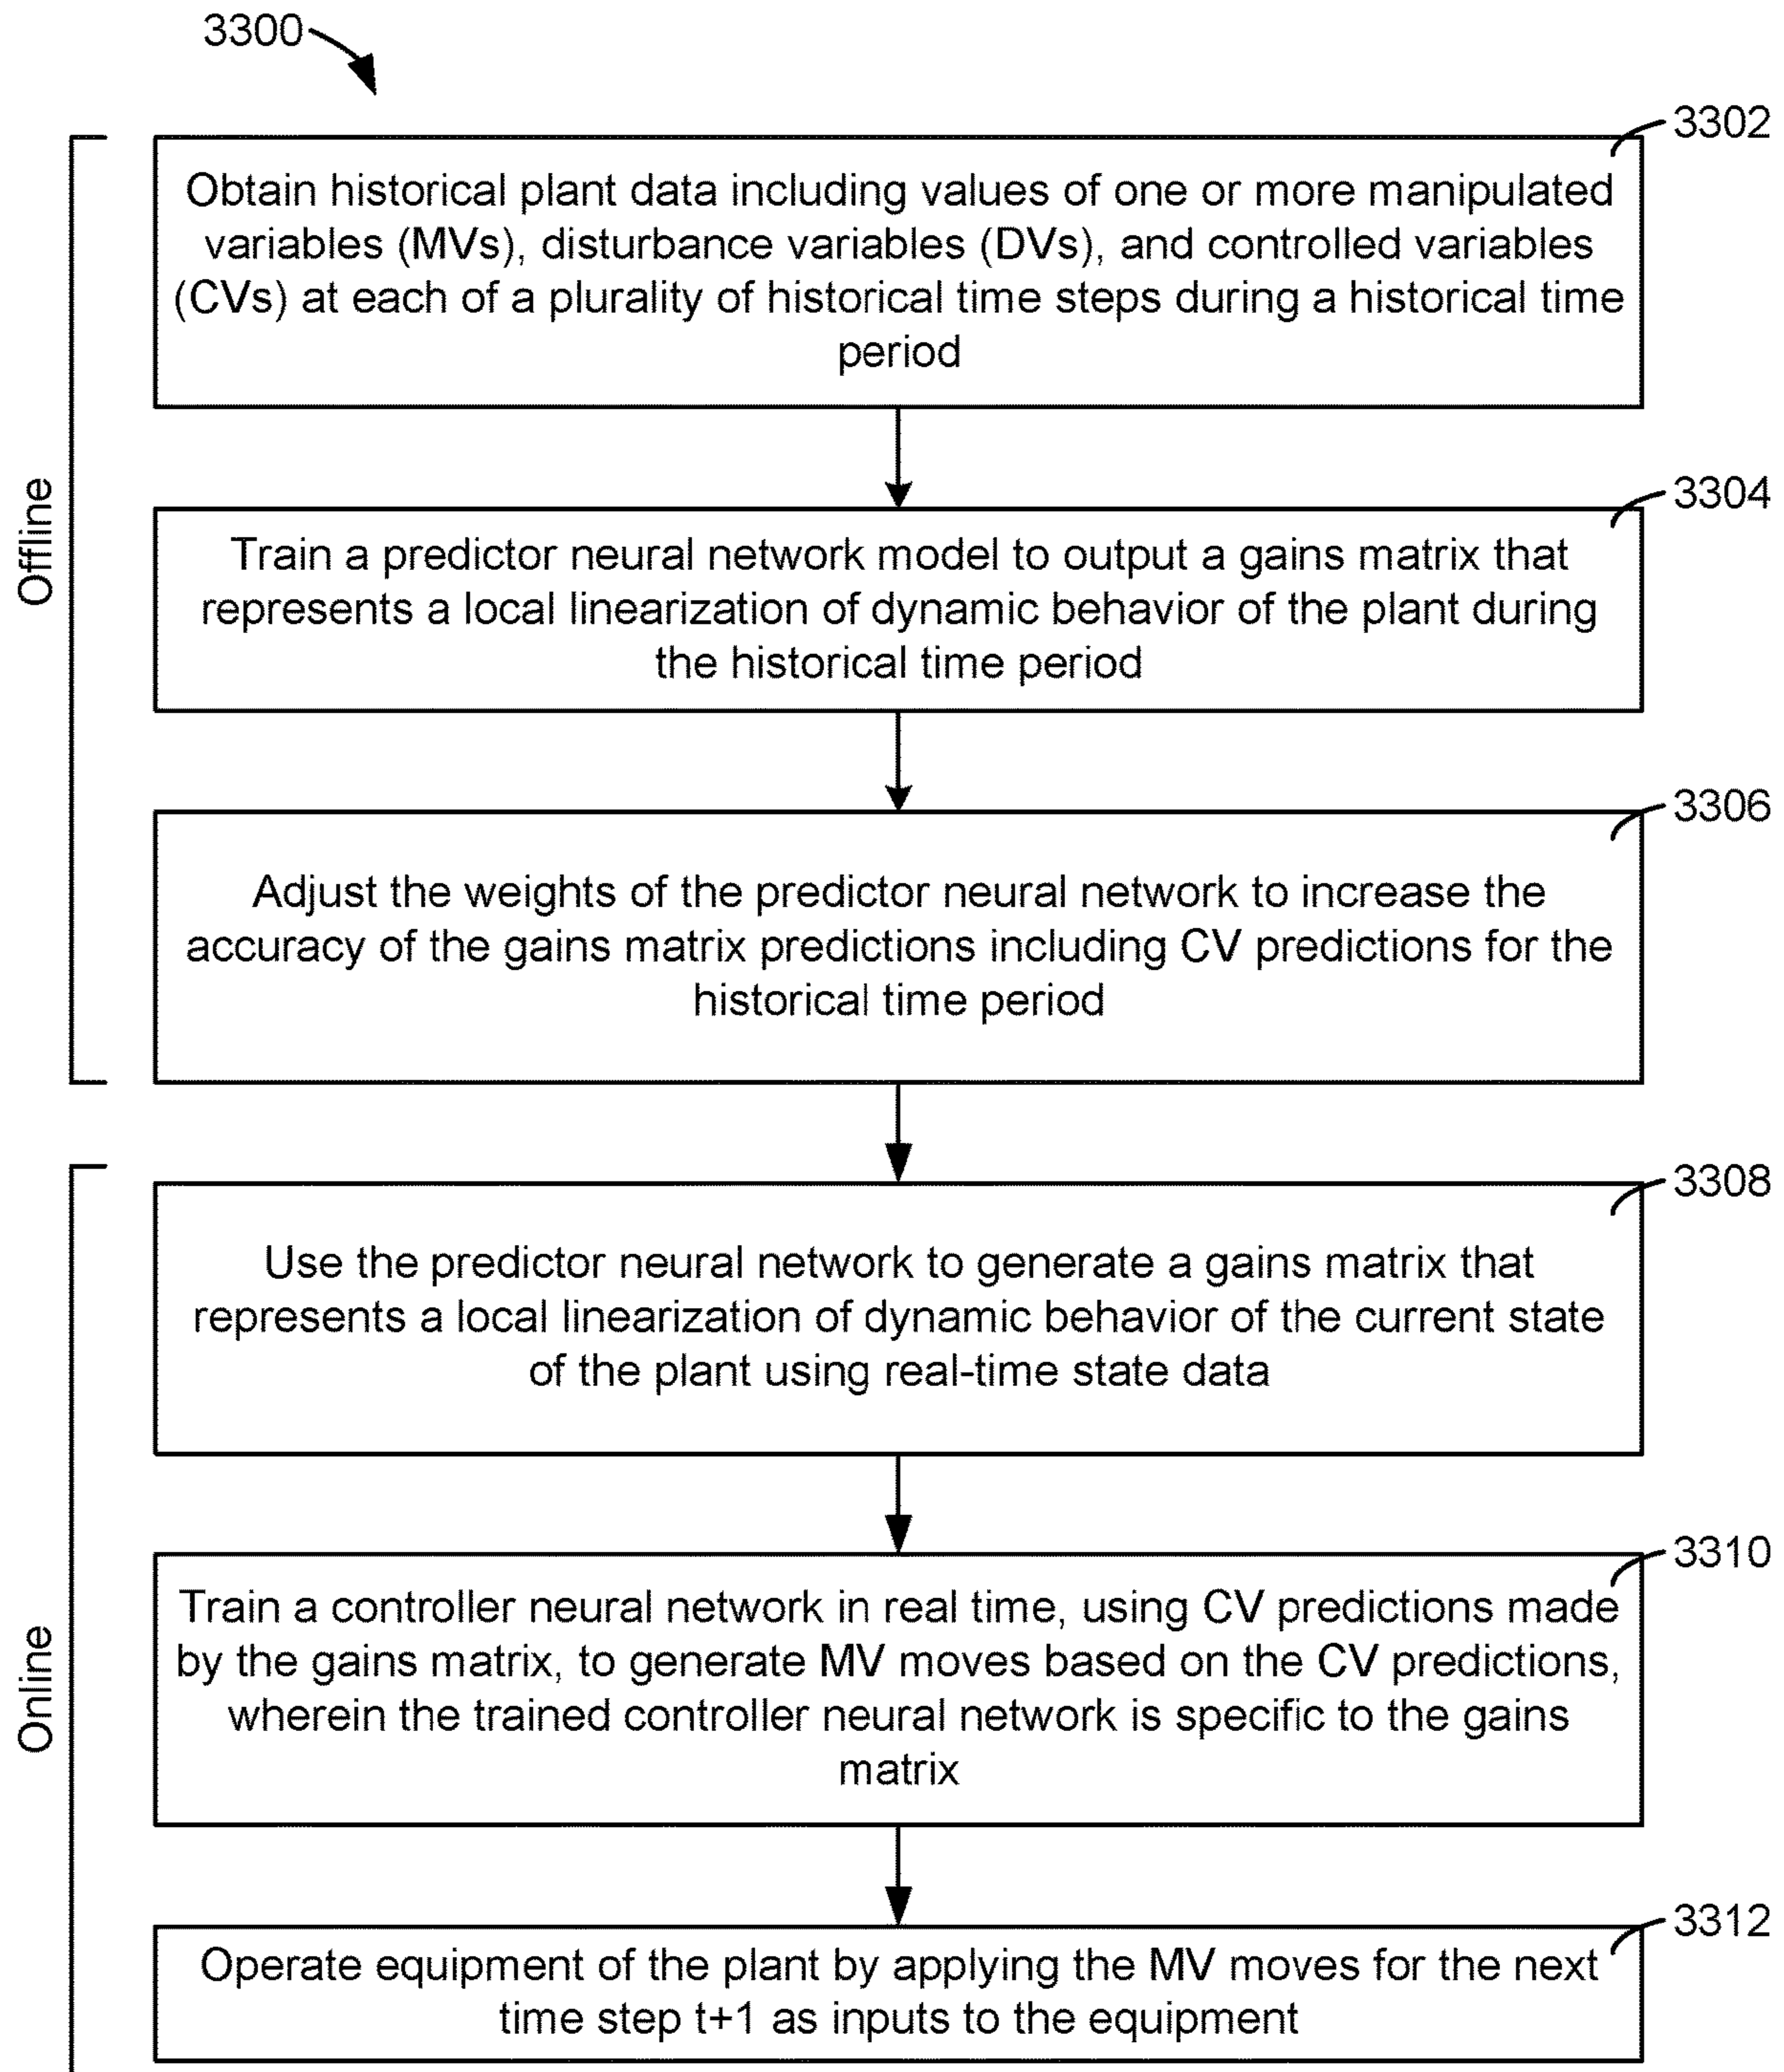 3300
3302
Obtain historical plant data including values of one or more manipulated
variables (MVs), disturbance variables (DVs), and controlled variables
(CVs) at each of a plurality of historical time steps during a historical time
period
3304
Train a predictor neural network model to output a gains matrix that
represents a local linearization of dynamic behavior of the plant during
the historical time period
Offline
3306
Adjust the weights of the predictor neural network to increase the
accuracy of the gains matrix predictions including CV predictions for the
historical time period
3308
Use the predictor neural network to generate a gains matrix that
represents a local linearization of dynamic behavior of the current state
of the plant using real-time state data
3310
Train a controller neural network in real time, using CV predictions made
by the gains matrix, to generate MV moves based on the CV predictions,
wherein the trained controller neural network is specific to the gains
matrix
Online
3312
Operate equipment of the plant by applying the MV moves for the next
time step t+1 as inputs to the equipment